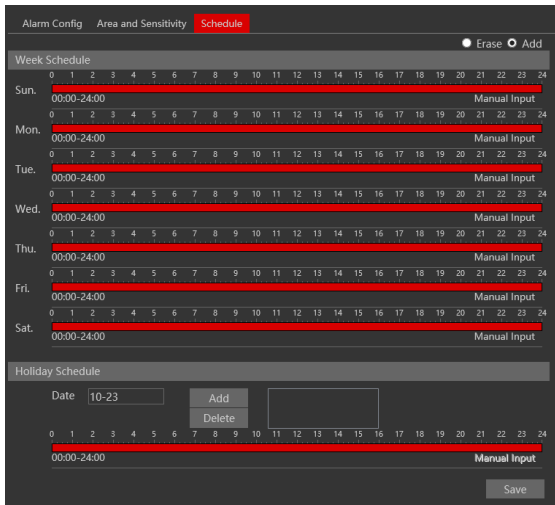 Alarm Config Area and Sensitivity Schedule
Erase Add
Week Schedule
0 1 2 3 4 5 6 7 8 9 10 11 12 13 14 15 16 17 18 19 20 21 22 23 24
Sun.
00:00-24:00 Manual Input
0 1 2 3 4 5 6 7 8 9 10 11 12 13 14 15 16 17 18 19 20 21 22 23 24
Mon.
00:00-24:00 Manual Input
0 1 2 3 4 5 6 7 8 9 10 11 12 13 14 15 16 17 18 19 20 21 22 23 24
Tue.
00:00-24:00 Manual Input
0 1 2 3 4 5 6 7 8 9 10 11 12 13 14 15 16 17 18 19 20 21 22 23 24
Wed.
00:00-24:00 Manual Input
0 1 2 3 4 5 6 7 8 9 10 11 12 13 14 15 16 17 18 19 20 21 22 23 24
Thu.
00:00-24:00 Manual Input
0 1 2 3 4 5 6 7 8 9 10 11 12 13 14 15 16 17 18 19 20 21 22 23 24
Fri.
00:00-24:00 Manual Input
0 1 2 3 4 5 6 7 8 9 10 11 12 13 14 15 16 17 18 19 20 21 22 23 24
Sat.
00:00-24:00 Manual Input
Holiday Schedule
Date 10-23 Add
Delete
0 1 2 3 4 5 6 7 8 9 10 11 12 13 14 15 16 17 18 19 20 21 22 23 24
00:00-24:00 Manual Input
Save